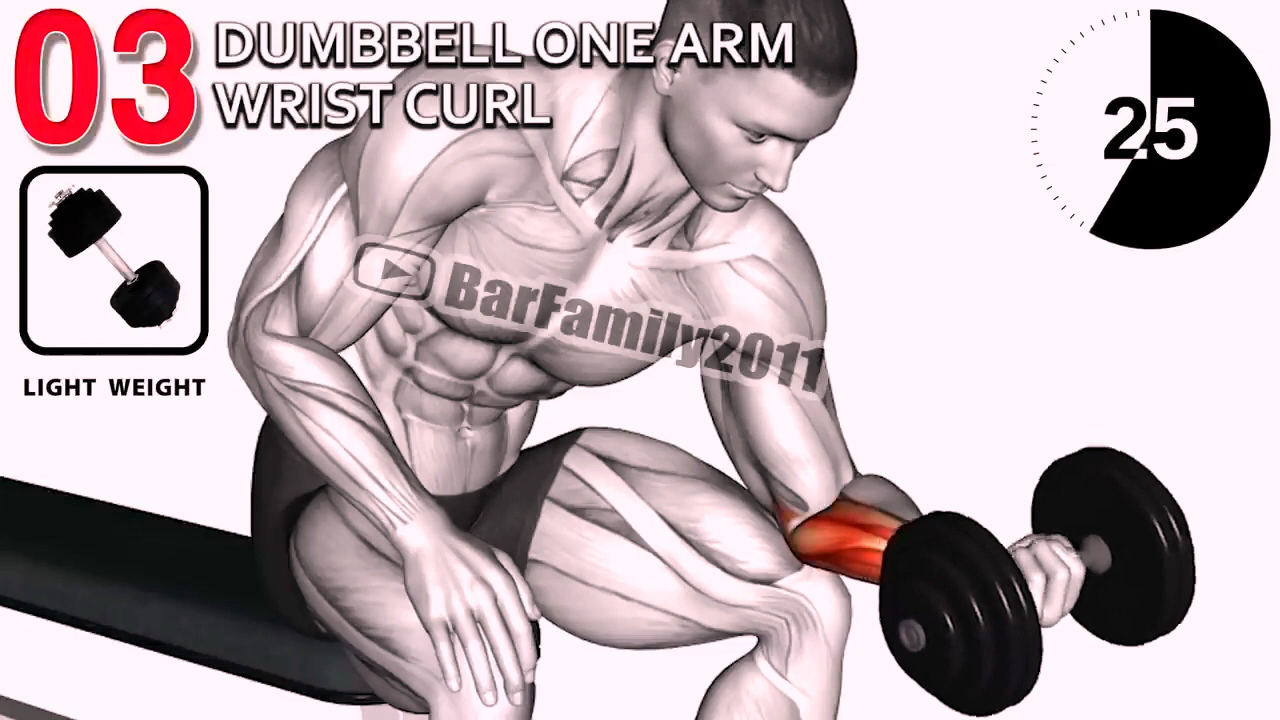 03
DUMBBELL ONE ARM
WRIST CURL
25
LIGHT WEIGHT
BarFamily2011